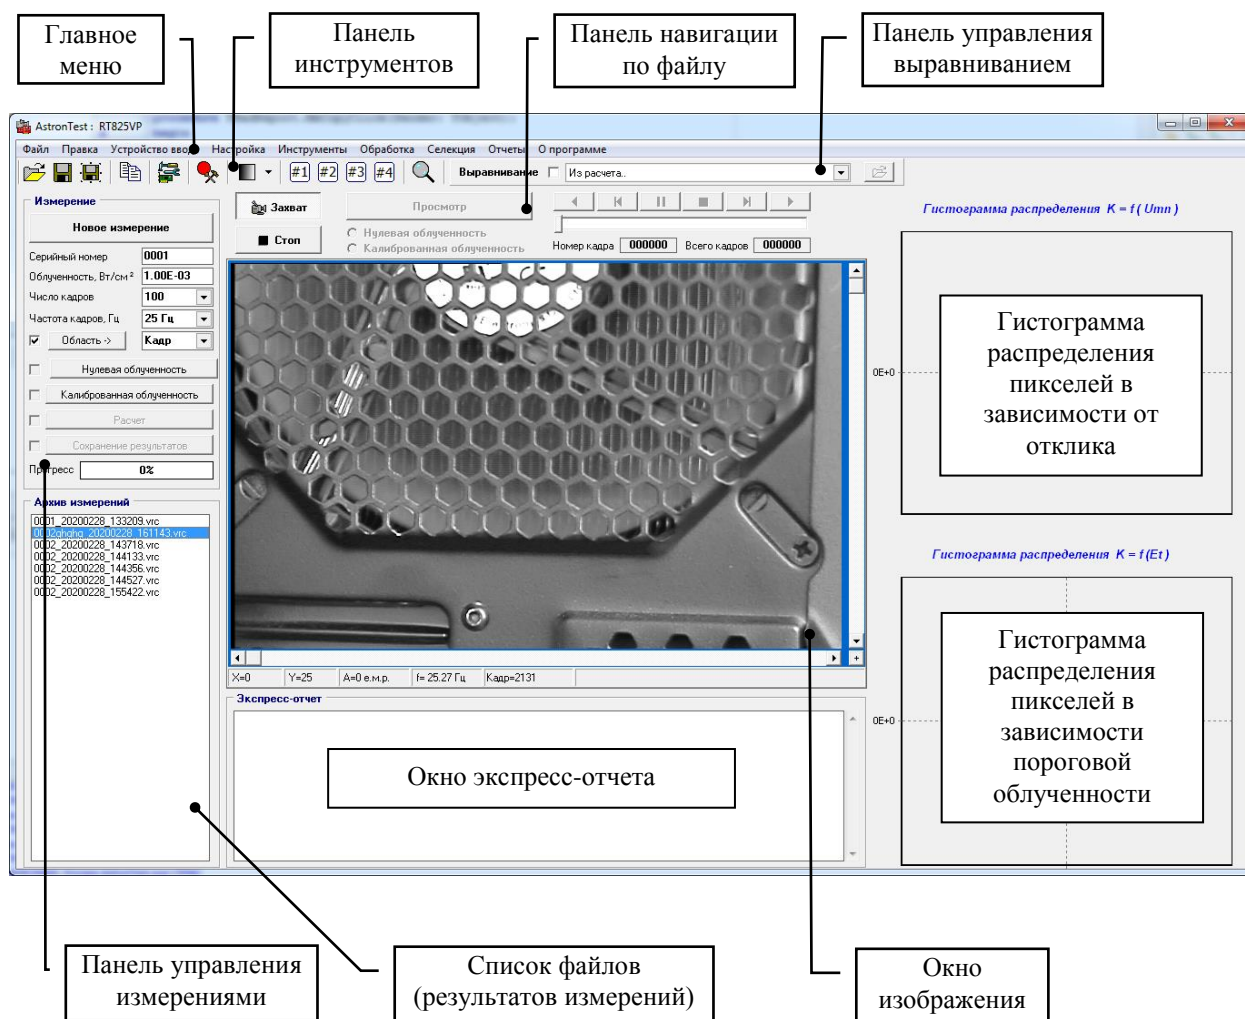 Главное
меню
Панель
инструментов
Панель навигации
по файлу
Панель управления
выравниванием
AstronTest : RT825VP
Файл Правка Устройство ввода Настройка Инструменты Обработка Селекция Отчеты О программе
#1 #2 #3 #4 Выравнивание Из расчета..
Измерение
Новое измерение
Серийный номер 0001
Облученность, Вт/см² 1.00E-03
Число кадров 100
Частота кадров, Гц 25 Гц
Область -> Кадр
Нулевая облученность
Калиброванная облученность
Расчет
Сохранение результатов
Прогресс 0%
Архив измерений
0001_20200228_133209.vrc
0002ghghg_20200228_161143.vrc
0002_20200228_143718.vrc
0002_20200228_144133.vrc
0002_20200228_144356.vrc
0002_20200228_144527.vrc
0002_20200228_155422.vrc
Захват
Стоп
Просмотр
Нулевая облученность
Калиброванная облученность
Номер кадра 000000 Всего кадров 000000
X=0 Y=25 A=0 е.м.р. f= 25.27 Гц Кадр=2131
Экспресс-отчет
Окно экспресс-отчета
Гистограмма распределения K = f ( Umn )
0E+0
Гистограмма
распределения
пикселей в
зависимости от
отклика
Гистограмма распределения K = f (Et )
0E+0
Гистограмма
распределения
пикселей в
зависимости
пороговой
облученности
Панель управления
измерениями
Список файлов
(результатов измерений)
Окно
изображения